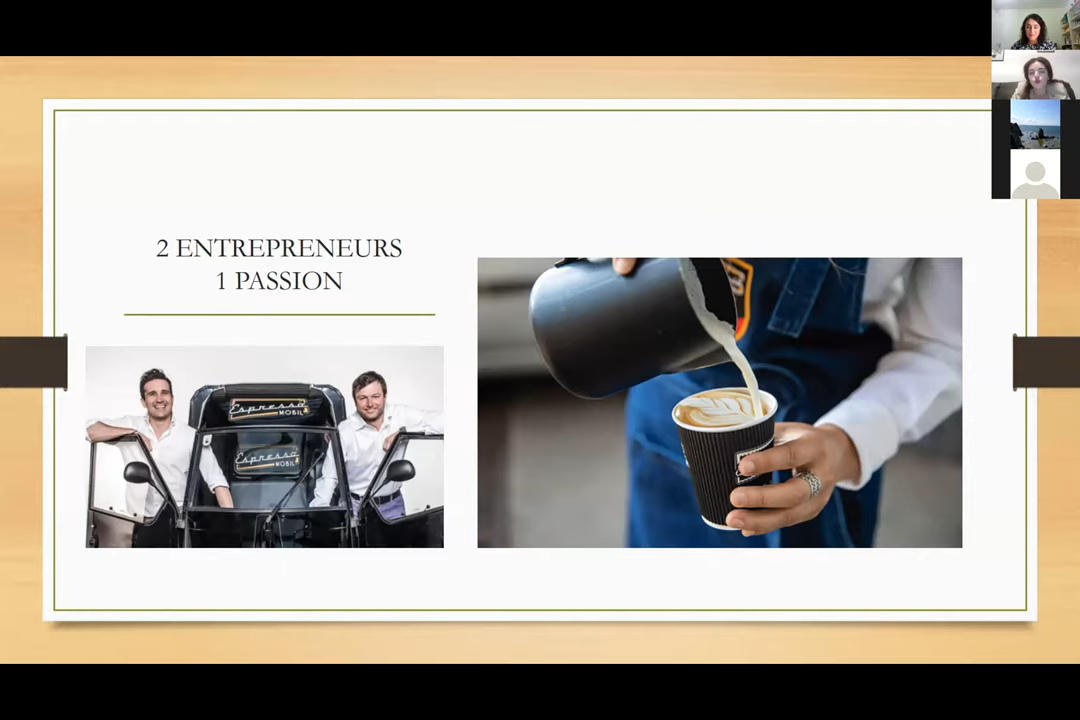 2 ENTREPRENEURS
1 PASSION
Espresso
MOBIL
Espresso
MOBIL